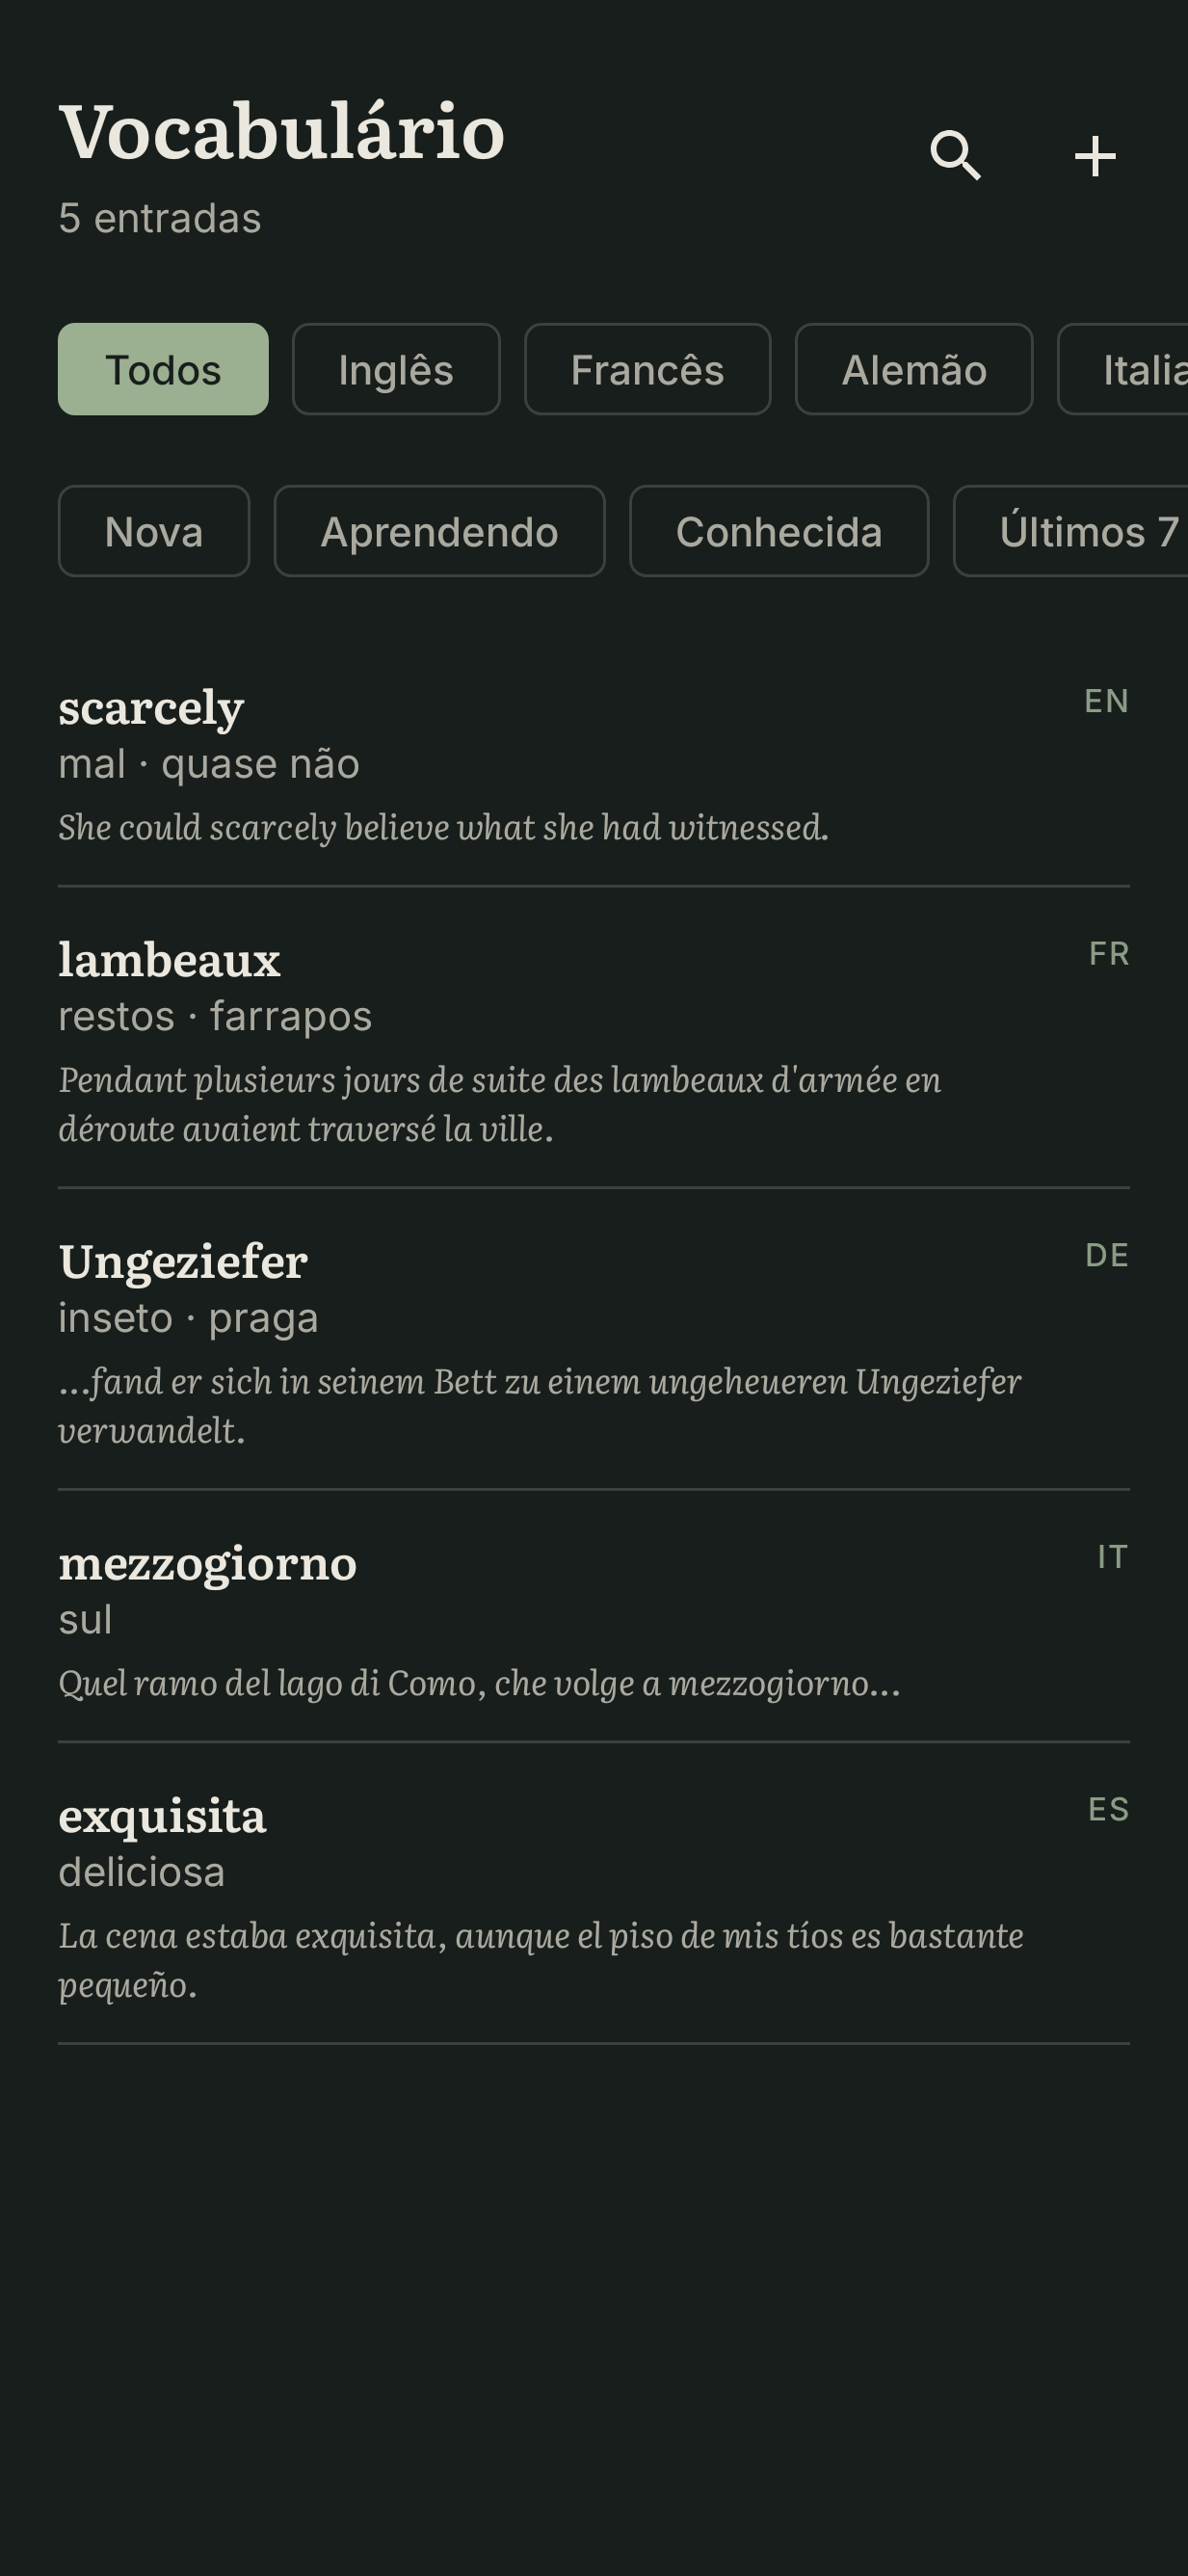 Vocabulário
5 entradas
Todos Inglês Francês Alemão
Nova Aprendendo Conhecida Últimos 7
scarcely EN
mal · quase não
She could scarcely believe what she had witnessed.
lambeaux FR
restos · farrapos
Pendant plusieurs jours de suite des lambeaux d'armée en
déroute avaient traversé la ville.
Ungeziefer DE
inseto · praga
...fand er sich in seinem Bett zu einem ungeheueren Ungeziefer
verwandelt.
mezzogiorno IT
sul
Quel ramo del lago di Como, che volge a mezzogiorno...
exquisita ES
deliciosa
La cena estaba exquisita, aunque el piso de mis tíos es bastante
pequeño.